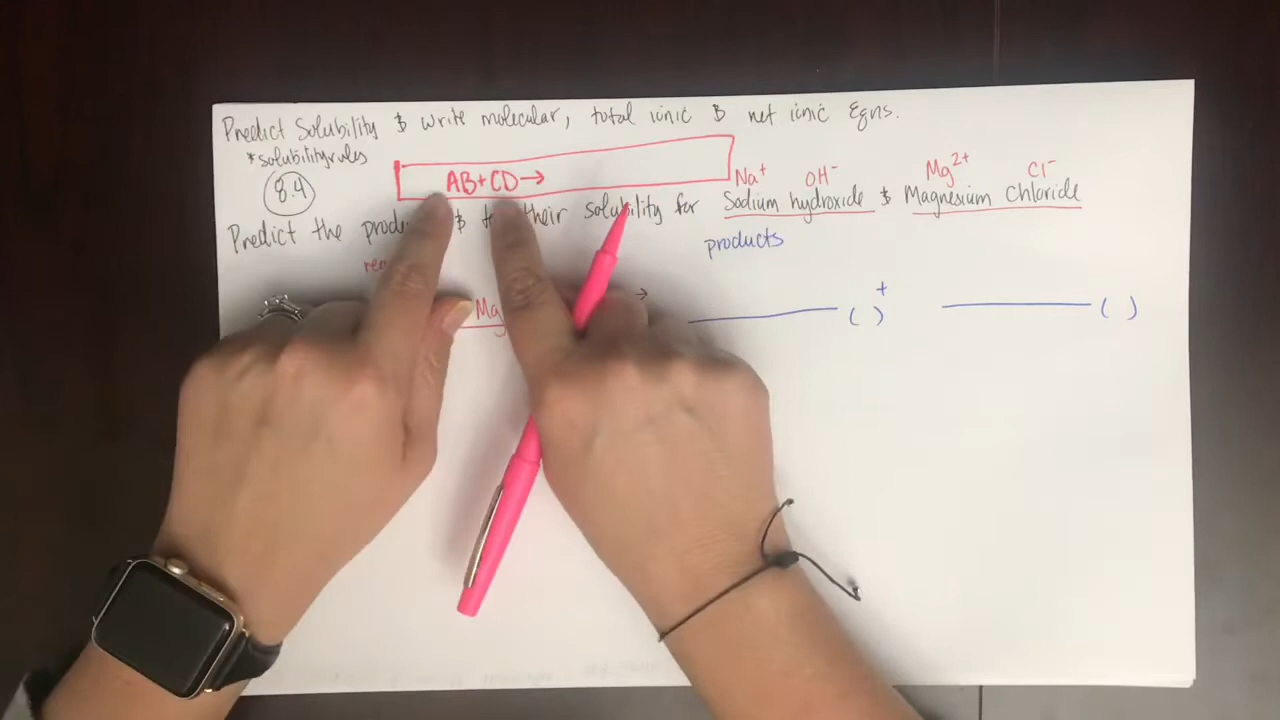 Predict Solubility & write molecular, total ionic & net ionic Eqns.
*solubility rules
8.4
AB+CD→
Na⁺ OH⁻ Mg²⁺ Cl⁻
Predict the & their solubility for Sodium hydroxide & Magnesium Chloride
products
Mg → ( ) + ( )